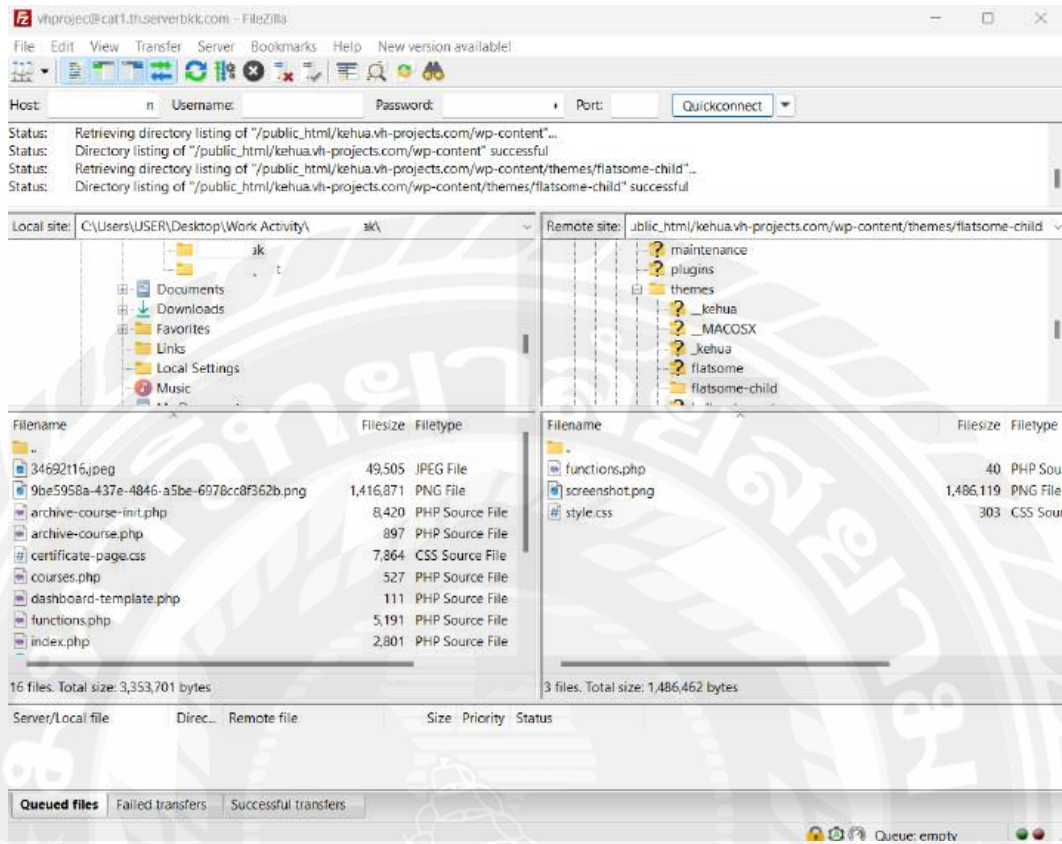 vhprojec@cat1.th.serverbkk.com - FileZilla
File Edit View Transfer Server Bookmarks Help New version available!
Host: n Username: Password: Port: Quickconnect
Status: Retrieving directory listing of "/public_html/kehua.vh-projects.com/wp-content"...
Status: Directory listing of "/public_html/kehua.vh-projects.com/wp-content" successful
Status: Retrieving directory listing of "/public_html/kehua.vh-projects.com/wp-content/themes/flatsome-child"...
Status: Directory listing of "/public_html/kehua.vh-projects.com/wp-content/themes/flatsome-child" successful
Local site: C:\Users\USER\Desktop\Work Activity\ ak\
ak
t
Documents
Downloads
Favorites
Links
Local Settings
Music
Remote site: ublic_html/kehua.vh-projects.com/wp-content/themes/flatsome-child
maintenance
plugins
themes
__kehua
__MACOSX
_kehua
flatsome
flatsome-child
Filename Filesize Filetype
..
34692t16.jpeg 49,505 JPEG File
9be5958a-437e-4846-a5be-6978cc8f362b.png 1,416,871 PNG File
archive-course-init.php 8,420 PHP Source File
archive-course.php 897 PHP Source File
certificate-page.css 7,864 CSS Source File
courses.php 527 PHP Source File
dashboard-template.php 111 PHP Source File
functions.php 5,191 PHP Source File
index.php 2,801 PHP Source File
16 files. Total size: 3,353,701 bytes
Filename Filesize Filetype
..
functions.php 40 PHP Sou
screenshot.png 1,486,119 PNG File
style.css 303 CSS Sour
3 files. Total size: 1,486,462 bytes
Server/Local file Direc... Remote file Size Priority Status
Queued files Failed transfers Successful transfers
Queue: empty